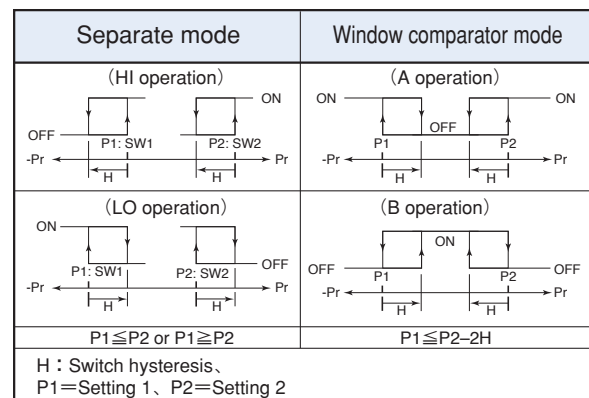 Separate mode
Window comparator mode
(HI operation)
ON
OFF
P1: SW1
P2: SW2
-Pr
Pr
H
H
(A operation)
ON
ON
OFF
P1
P2
-Pr
Pr
H
H
(LO operation)
ON
P1: SW1
P2: SW2
OFF
-Pr
Pr
H
H
(B operation)
ON
OFF
P1
P2
OFF
-Pr
Pr
H
H
P1≦P2 or P1≧P2
P1≦P2–2H
H：Switch hysteresis、
P1＝Setting 1、P2＝Setting 2